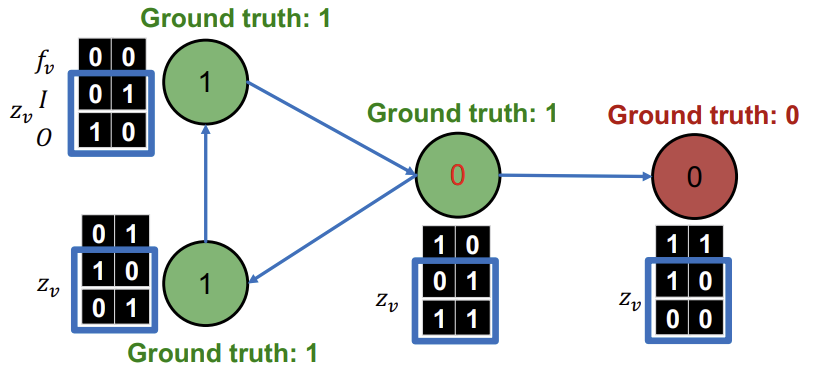 Ground truth: 1
f_v 0 0
z_v I 0 1
O 1 0
1
Ground truth: 1
0
Ground truth: 0
0
0 1
z_v 1 0
0 1
1
Ground truth: 1
1 0
z_v 0 1
1 1
1 1
z_v 1 0
0 0